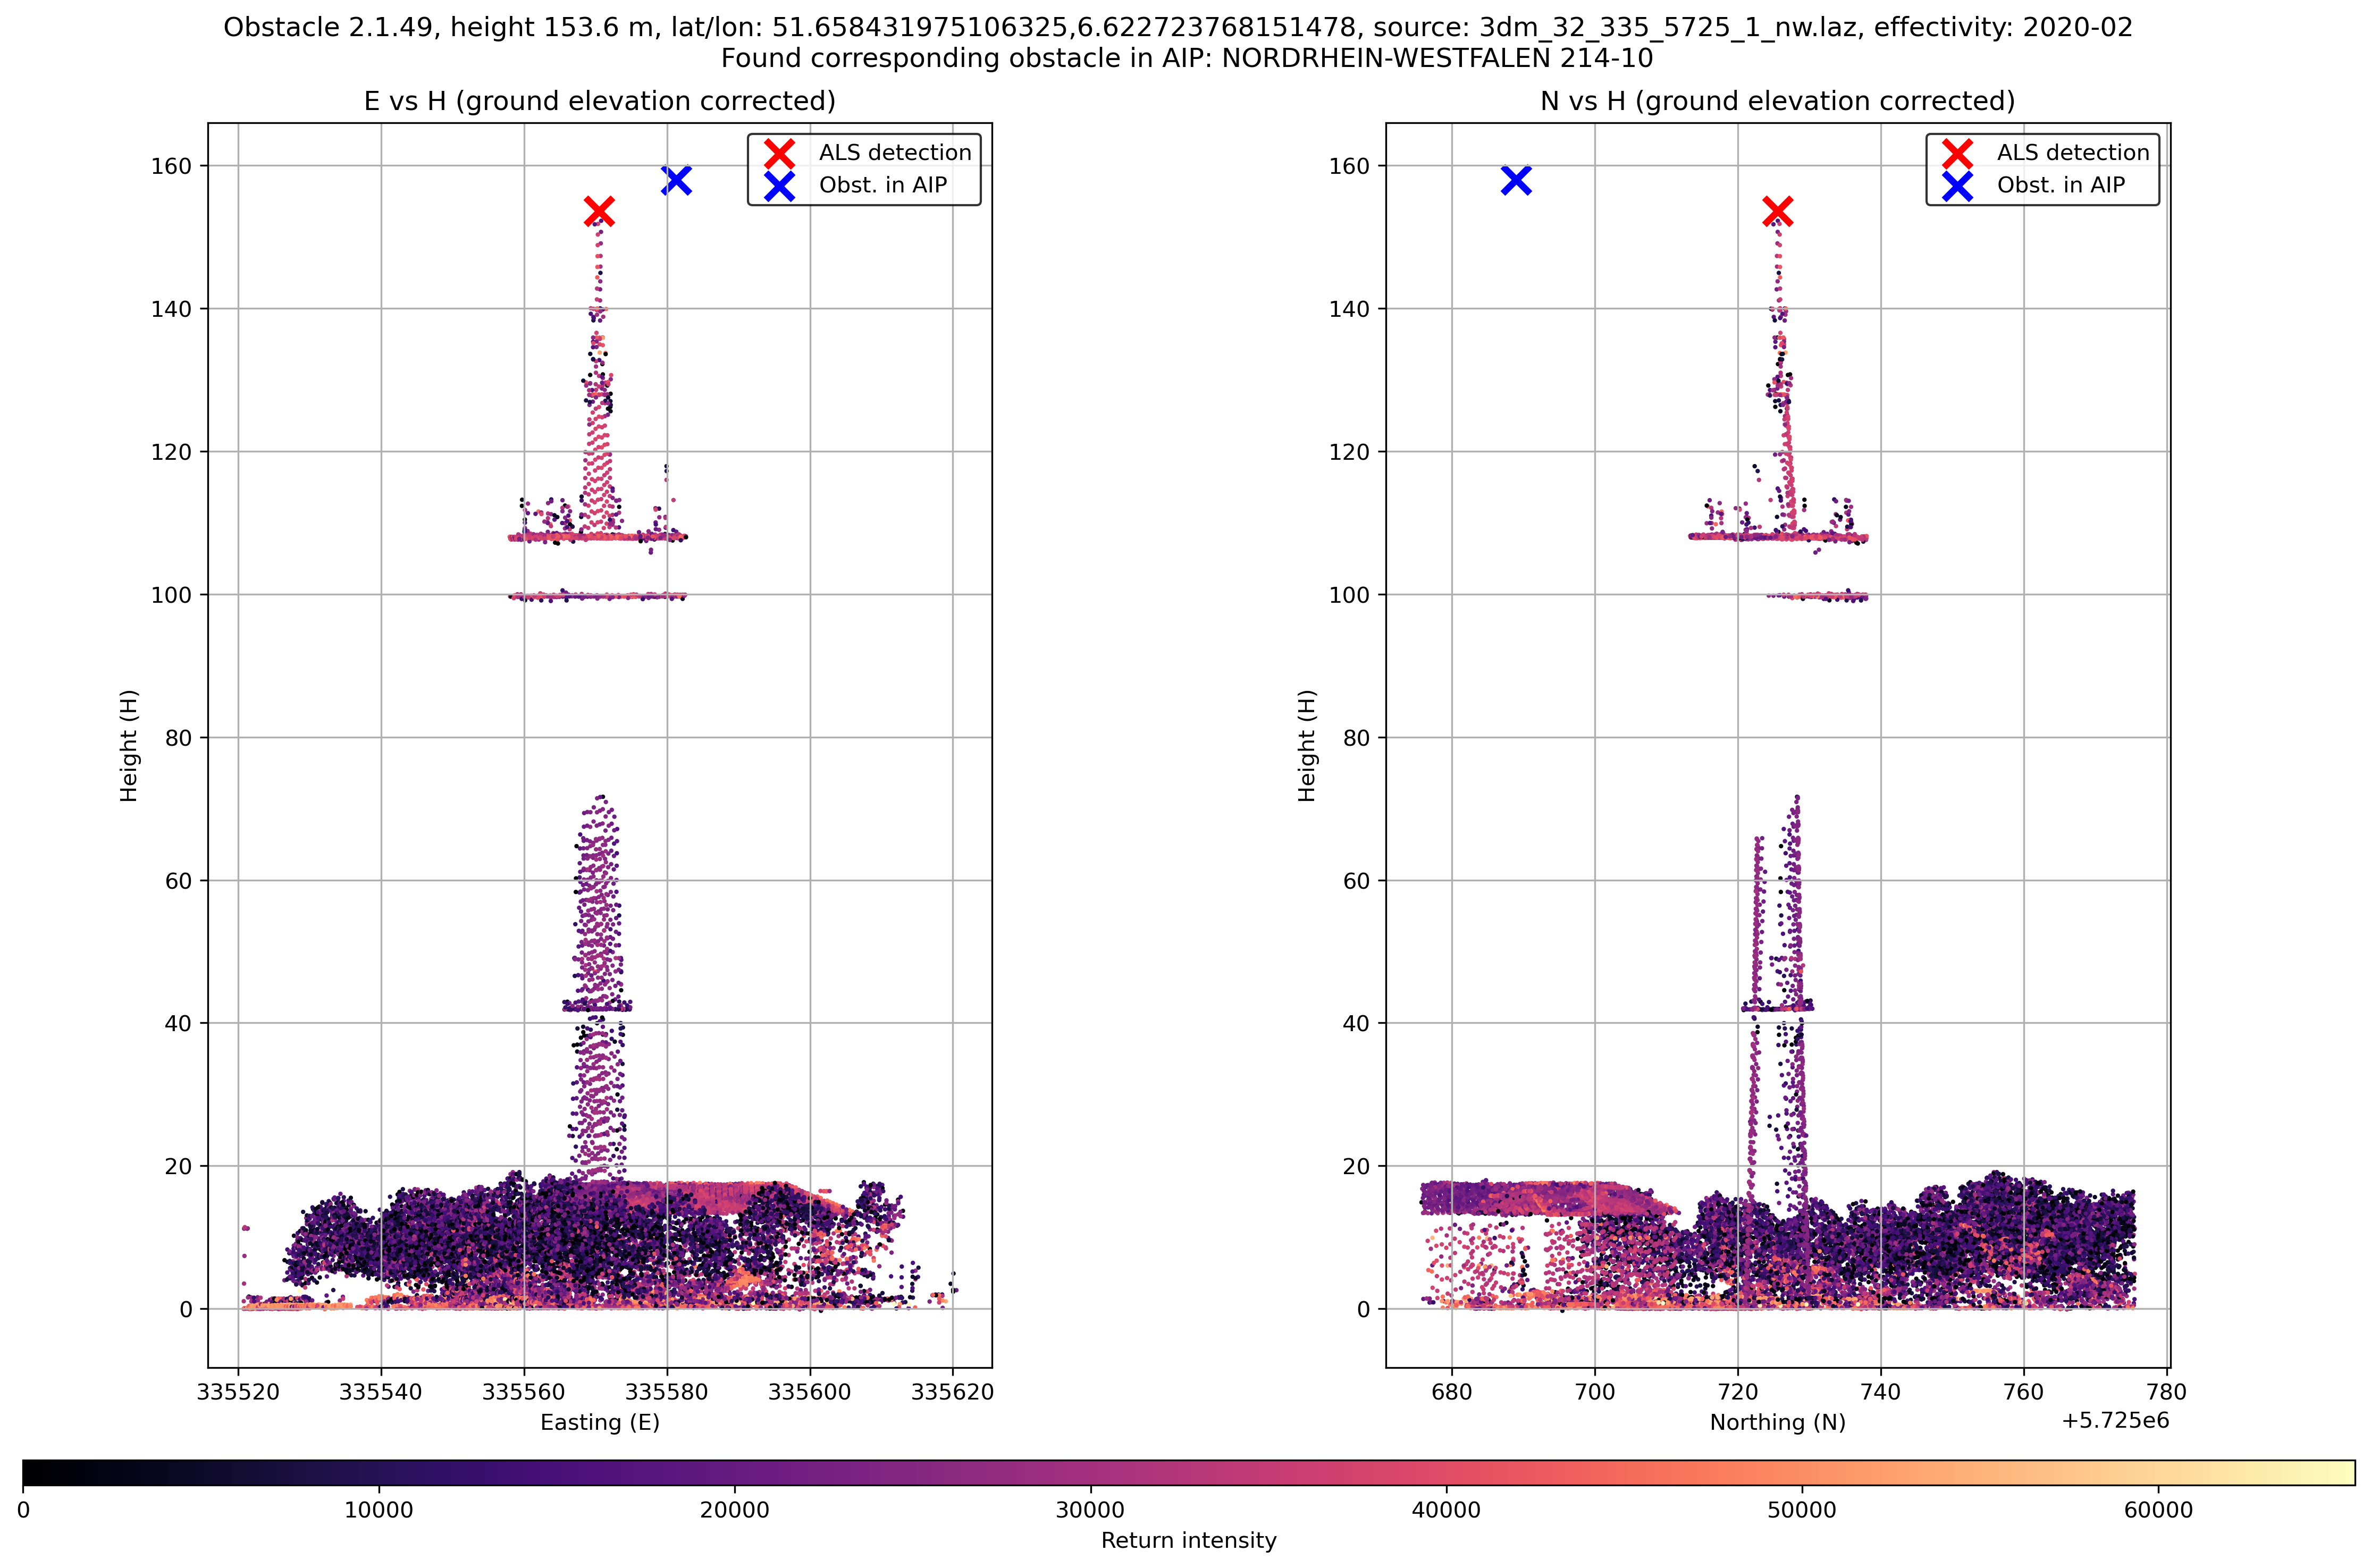 Obstacle 2.1.49, height 153.6 m, lat/lon: 51.658431975106325,6.622723768151478, source: 3dm_32_335_5725_1_nw.laz, effectivity: 2020-02
Found corresponding obstacle in AIP: NORDRHEIN-WESTFALEN 214-10
E vs H (ground elevation corrected)
ALS detection
Obst. in AIP
160
140
120
100
80
60
40
20
0
Height (H)
335520 335540 335560 335580 335600 335620
Easting (E)
N vs H (ground elevation corrected)
ALS detection
Obst. in AIP
160
140
120
100
80
60
40
20
0
Height (H)
680 700 720 740 760 780
+5.725e6
Northing (N)
0 10000 20000 30000 40000 50000 60000
Return intensity